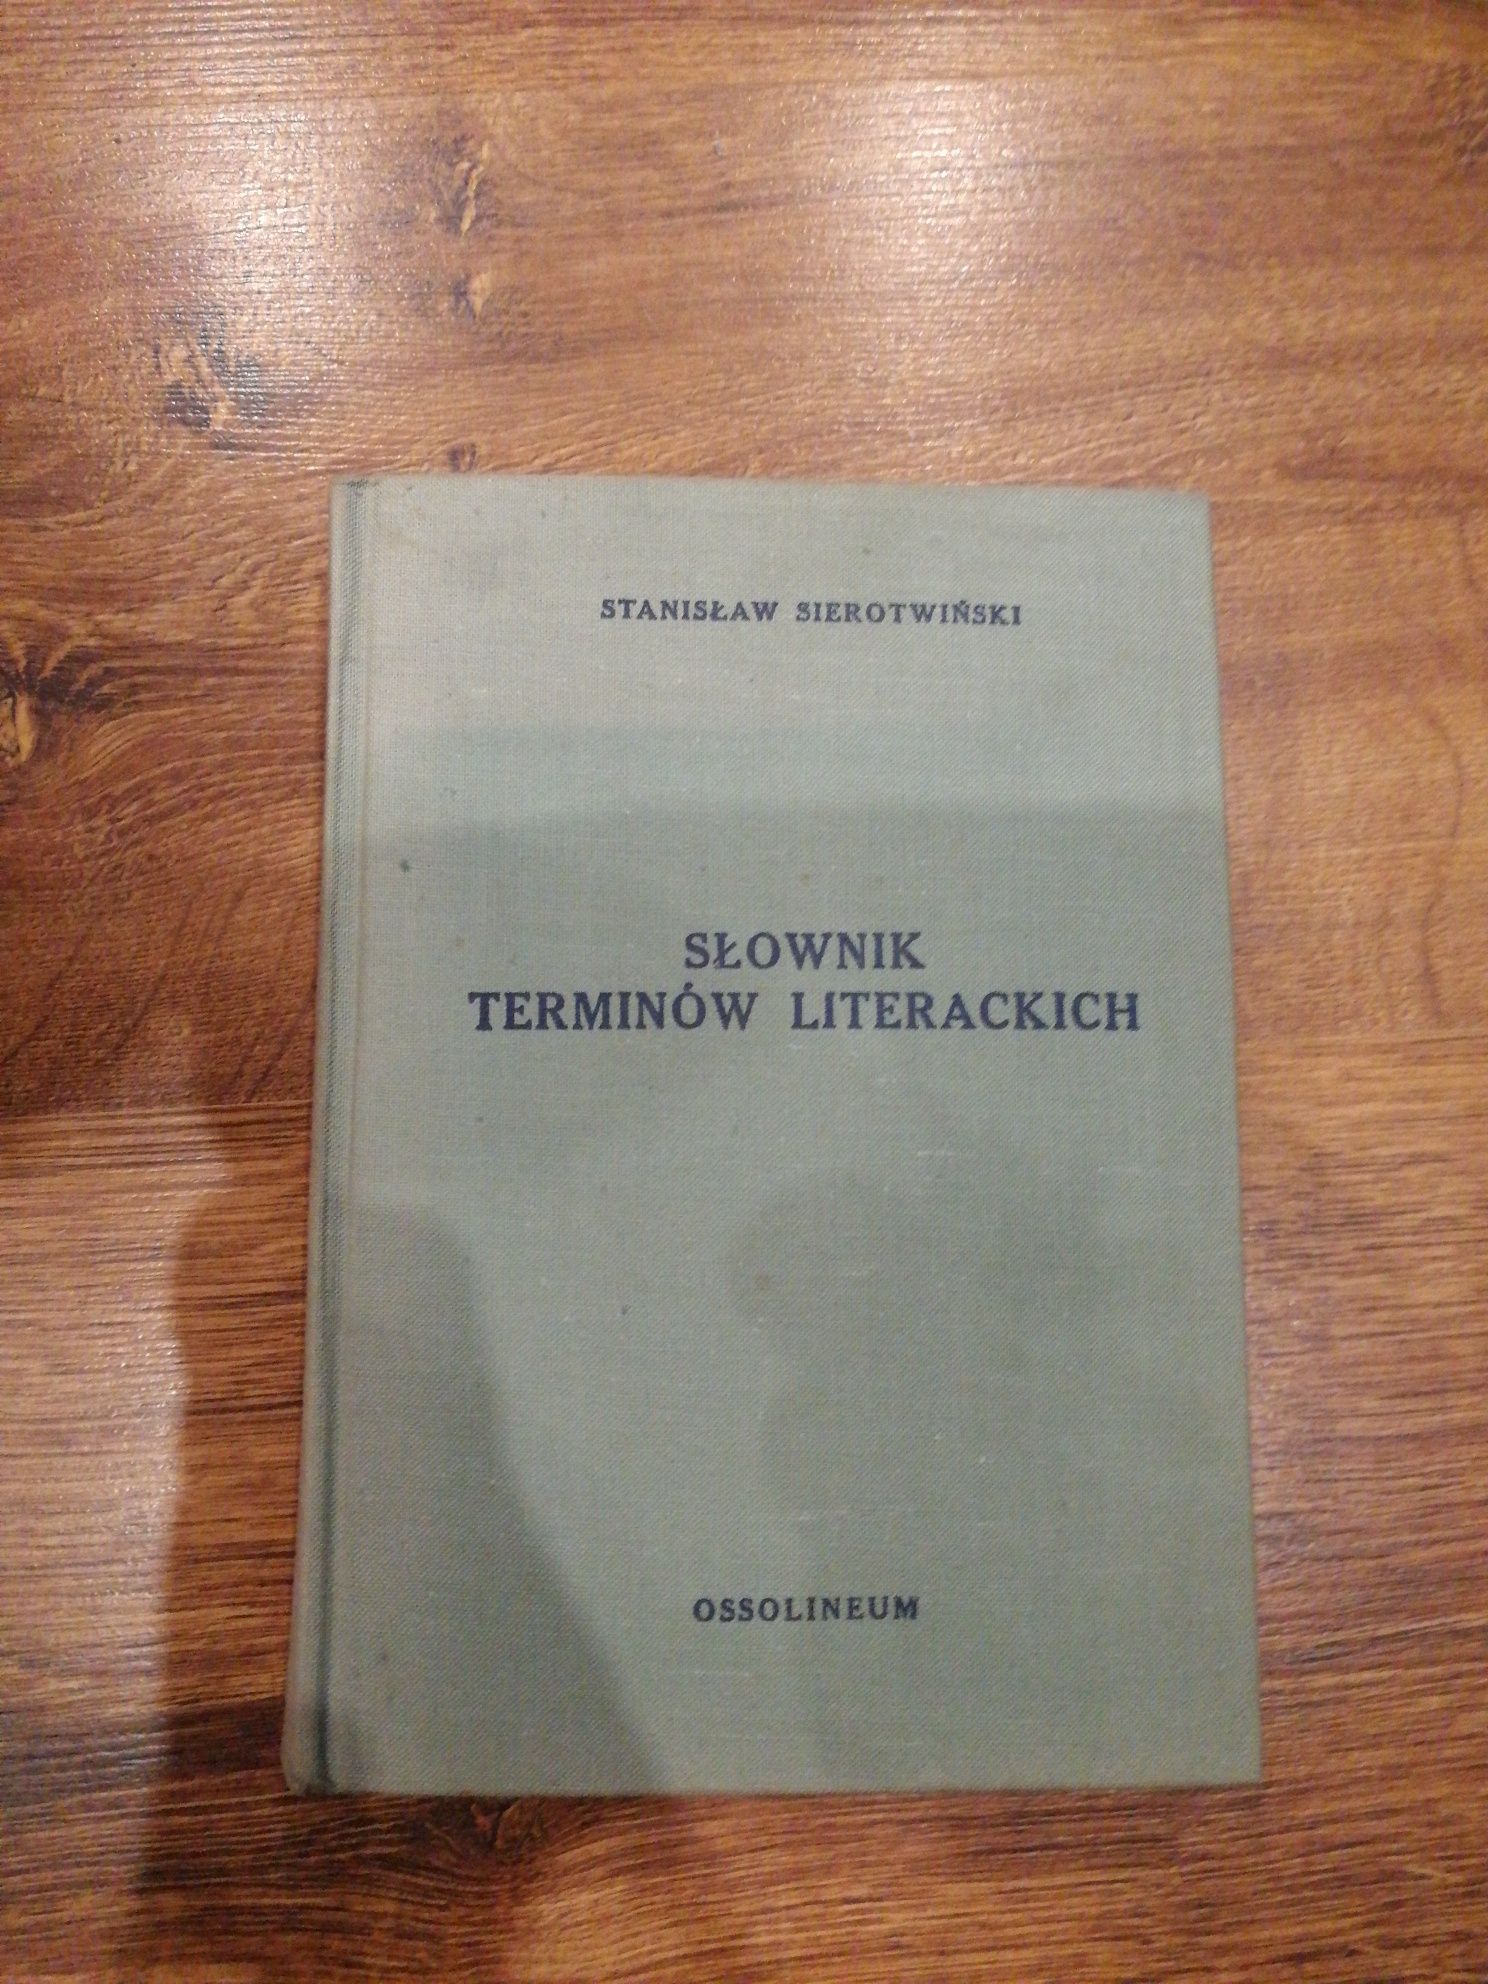 STANISŁAW SIEROTWIŃSKI
SŁOWNIK
TERMINÓW LITERACKICH
OSSOLINEUM